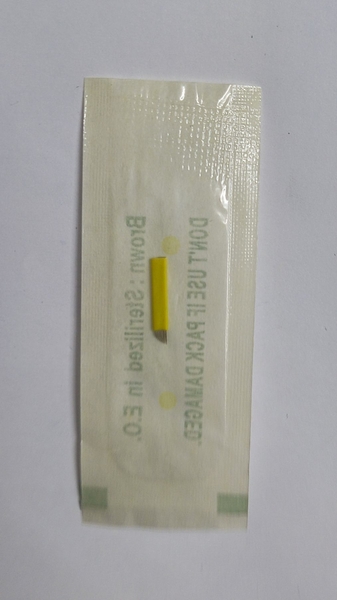 DON'T USE IF PACK DAMAGED.
Brown : Sterilized in E.O.